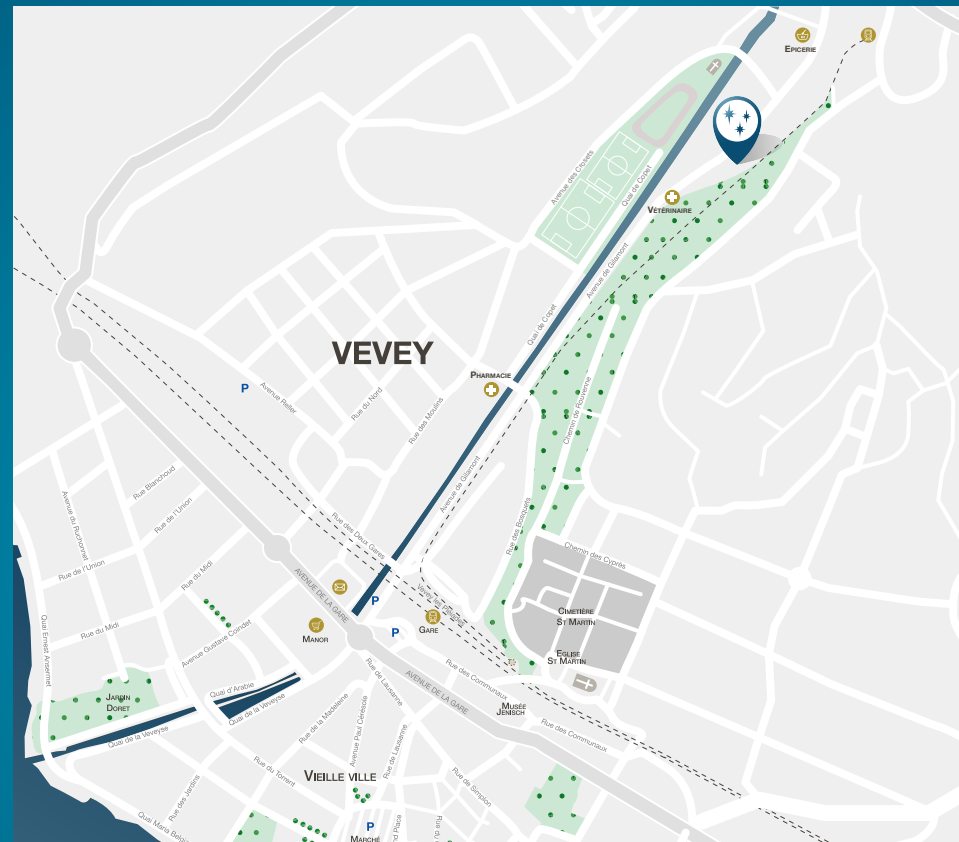 EPICERIE
Avenue des Crosets
Quai de Copet
VÉTÉRINAIRE
Avenue de Gilamont
Quai de Copet
VEVEY
PHARMACIE
P
Avenue Reller
Rue du Nord
Rue des Moulins
Chemin de Rouvenne
Avenue de Gilamont
Rue Blanchoud
Rue de l'Union
Avenue du Ruchonnet
Rue des Deux Gares
Rue des Bosquets
Chemin des Cyprès
Rue de l'Union
Rue du Midi
AVENUE DE LA GARE
P
P
GARE
MANOR
CIMETIÈRE
ST MARTIN
Quai Ernest Ansermet
Rue du Midi
Avenue Gustave Coindet
EGLISE
ST MARTIN
Rue des Communaux
Rue de Lausanne
AVENUE DE LA GARE
JARDIN
DORET
Quai d'Arabie
Quai de la Veveyse
Quai de la Veveyse
Rue de la Madeleine
Avenue Paul Cérésole
Rue de Lausanne
MUSÉE
JENISCH
Rue des Communaux
Rue du Torrent
VIEILLE VILLE
Rue de Simplon
Rue des Jardins
Quai Maria Belgia
P
MARCHÉ